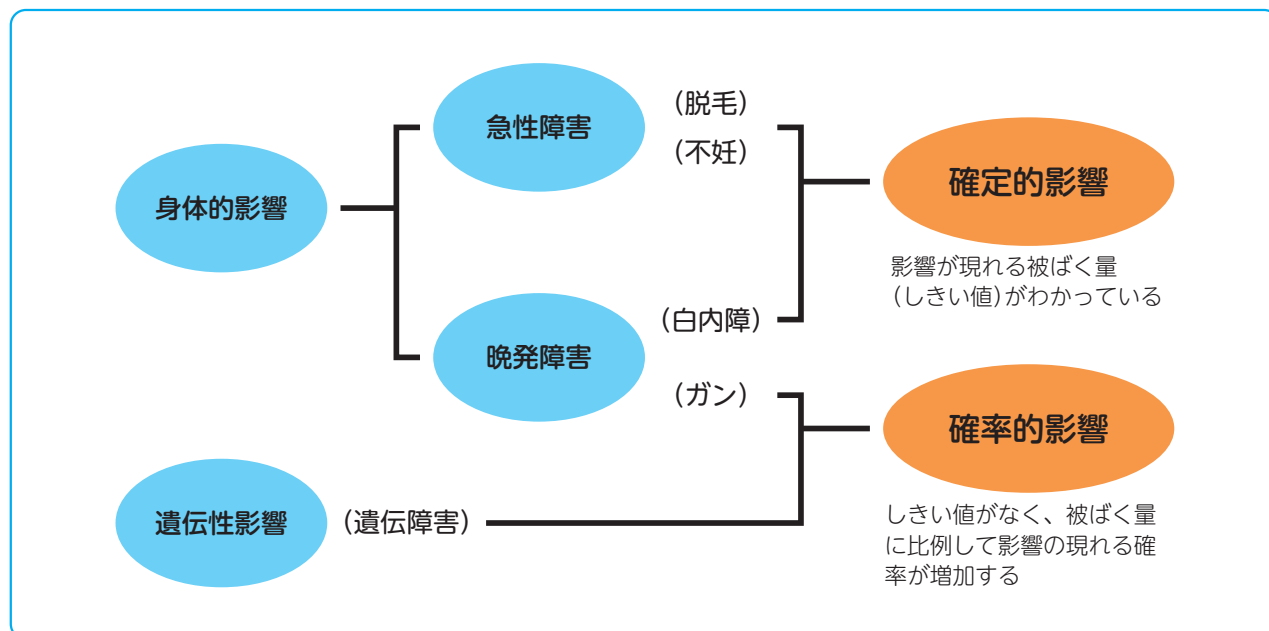 身体的影響
急性障害
(脱毛)
(不妊)
晩発障害
(白内障)
(ガン)
遺伝性影響
(遺伝障害)
確定的影響
影響が現れる被ばく量
(しきい値)がわかっている
確率的影響
しきい値がなく、被ばく量
に比例して影響の現れる確
率が増加する